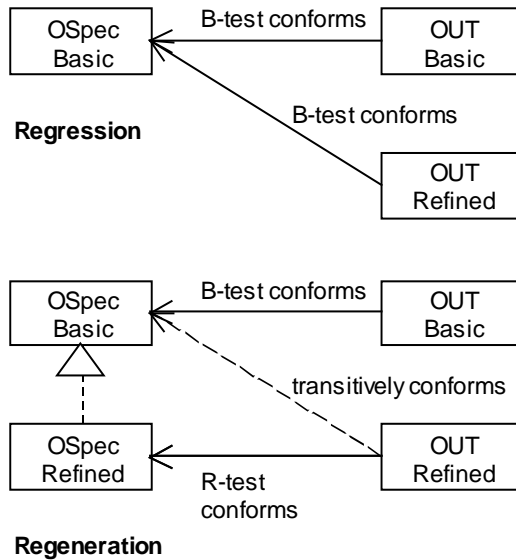 OSpec
Basic
B-test conforms
OUT
Basic
B-test conforms
Regression
OUT
Refined
OSpec
Basic
B-test conforms
OUT
Basic
transitively conforms
OSpec
Refined
R-test
conforms
OUT
Refined
Regeneration